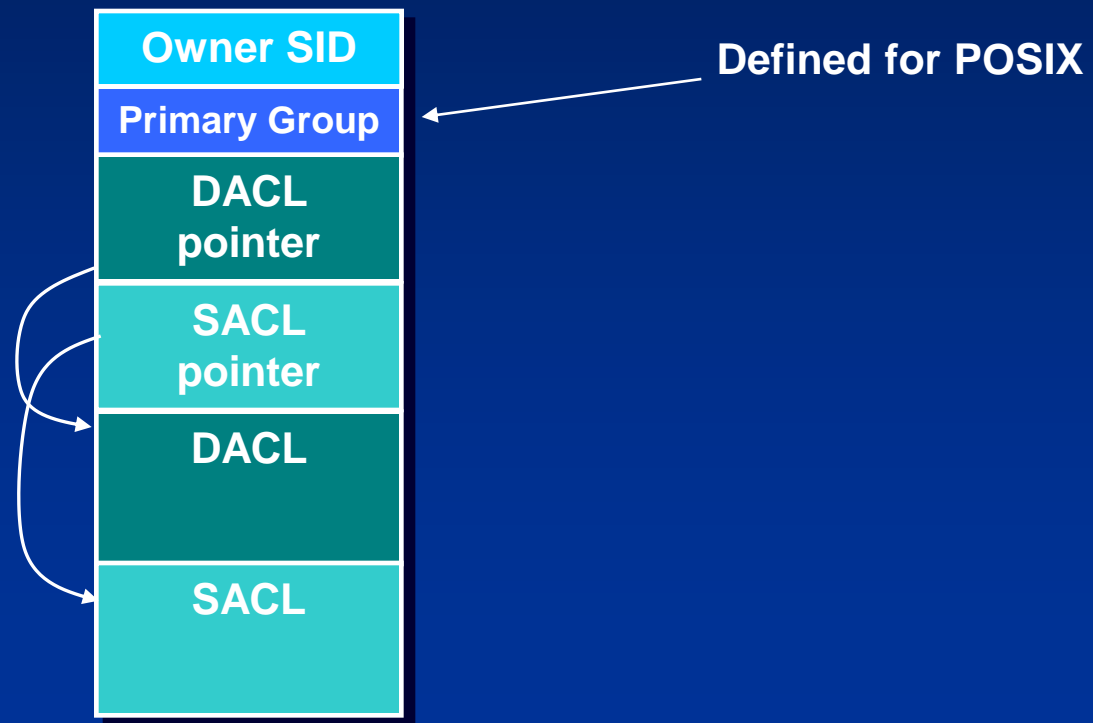 Owner SID
Defined for POSIX
Primary Group
DACL
pointer
SACL
pointer
DACL
SACL